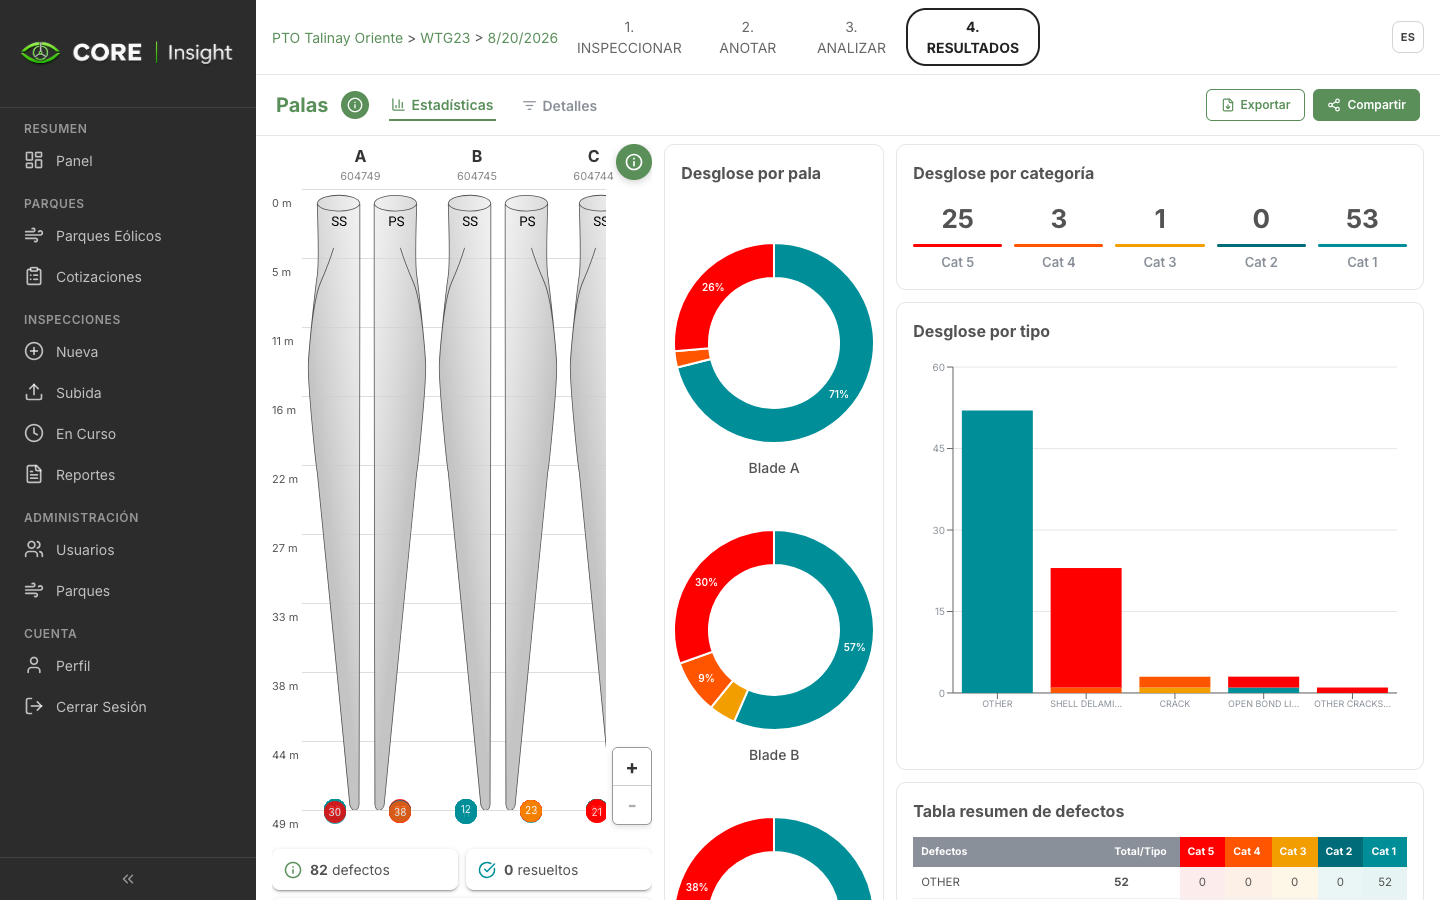 CORE | Insight
RESUMEN
Panel
PARQUES
Parques Eólicos
Cotizaciones
INSPECCIONES
Nueva
Subida
En Curso
Reportes
ADMINISTRACIÓN
Usuarios
Parques
CUENTA
Perfil
Cerrar Sesión
PTO Talinay Oriente > WTG23 > 8/20/2026
1. INSPECCIONAR
2. ANOTAR
3. ANALIZAR
4. RESULTADOS
ES
Palas
Estadísticas
Detalles
Exportar
Compartir
A
604749
B
604745
C
604744
0 m
5 m
11 m
16 m
22 m
27 m
33 m
38 m
44 m
49 m
SS
PS
SS
PS
SS
30
38
12
23
21
+
-
82 defectos
0 resueltos
Desglose por pala
26%
71%
Blade A
30%
57%
9%
Blade B
38%
Desglose por categoría
25
Cat 5
3
Cat 4
1
Cat 3
0
Cat 2
53
Cat 1
Desglose por tipo
60
45
30
15
0
OTHER
SHELL DELAMI...
CRACK
OPEN BOND LI...
OTHER CRACKS...
Tabla resumen de defectos
Defectos Total/Tipo Cat 5 Cat 4 Cat 3 Cat 2 Cat 1
OTHER 52 0 0 0 0 52